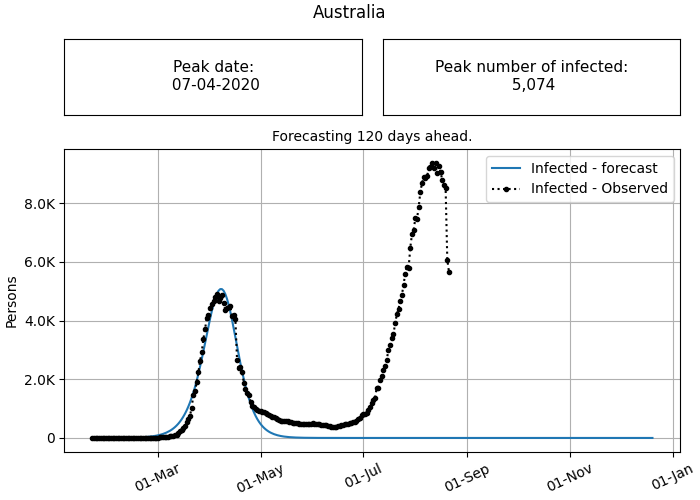 Australia
Peak date:
07-04-2020
Peak number of infected:
5,074
Forecasting 120 days ahead.
Infected - forecast
Infected - Observed
8.0K
6.0K
4.0K
2.0K
0
Persons
01-Mar
01-May
01-Jul
01-Sep
01-Nov
01-Jan